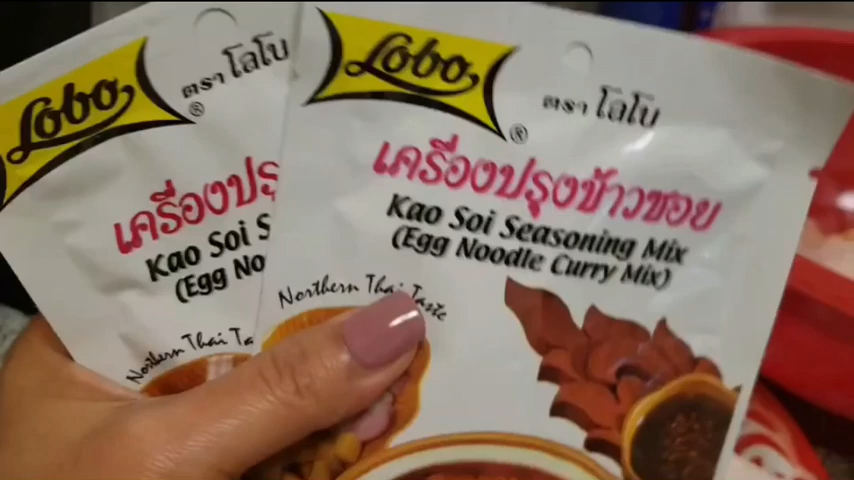 Lobo
®
ตรา โลโบ
เครื่องปรุง
Kao Soi S
(Egg No
Northern Thai Ta
Lobo
®
ตรา โลโบ
เครื่องปรุงข้าวซอย
Kao Soi Seasoning Mix
(Egg Noodle Curry Mix)
Northern Thai Taste